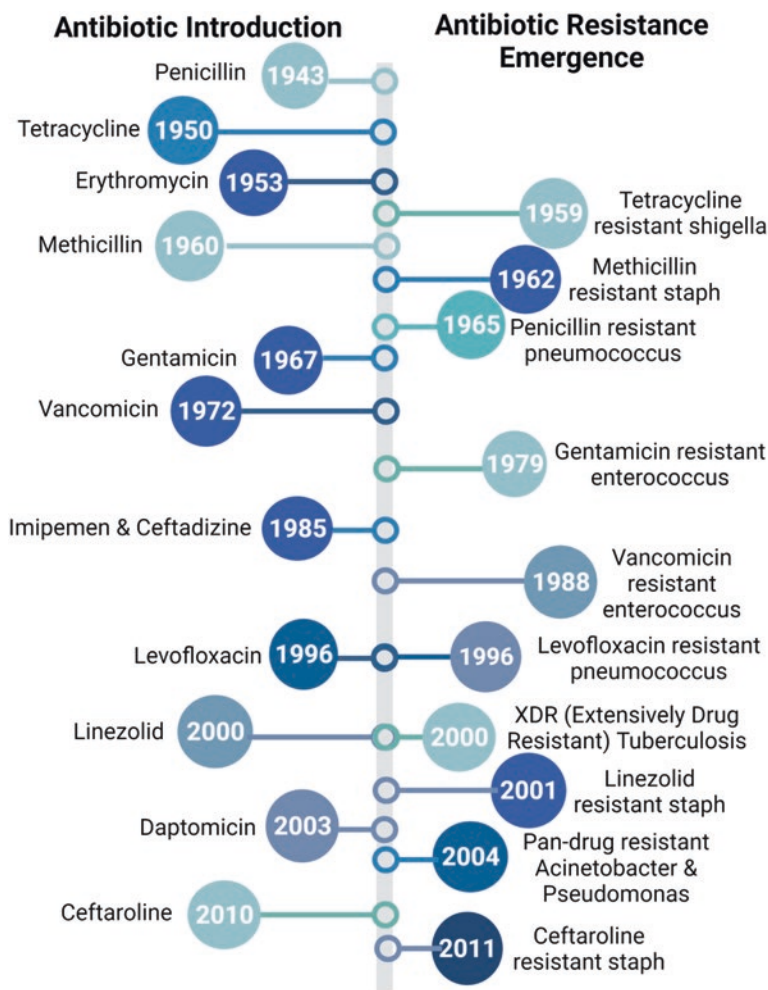 Antibiotic Introduction
Antibiotic Resistance
Emergence
Penicillin
1943
Tetracycline
1950
Erythromycin
1953
1959
Tetracycline
resistant shigella
Methicillin
1960
1962
Methicillin
resistant staph
1965
Penicillin resistant
pneumococcus
Gentamicin
1967
Vancomicin
1972
1979
Gentamicin resistant
enterococcus
Imipemen & Ceftadizine
1985
1988
Vancomicin
resistant
enterococcus
Levofloxacin
1996
1996
Levofloxacin resistant
pneumococcus
Linezolid
2000
2000
XDR (Extensively Drug
Resistant) Tuberculosis
2001
Linezolid
resistant staph
Daptomicin
2003
2004
Pan-drug resistant
Acinetobacter &
Pseudomonas
Ceftaroline
2010
2011
Ceftaroline
resistant staph